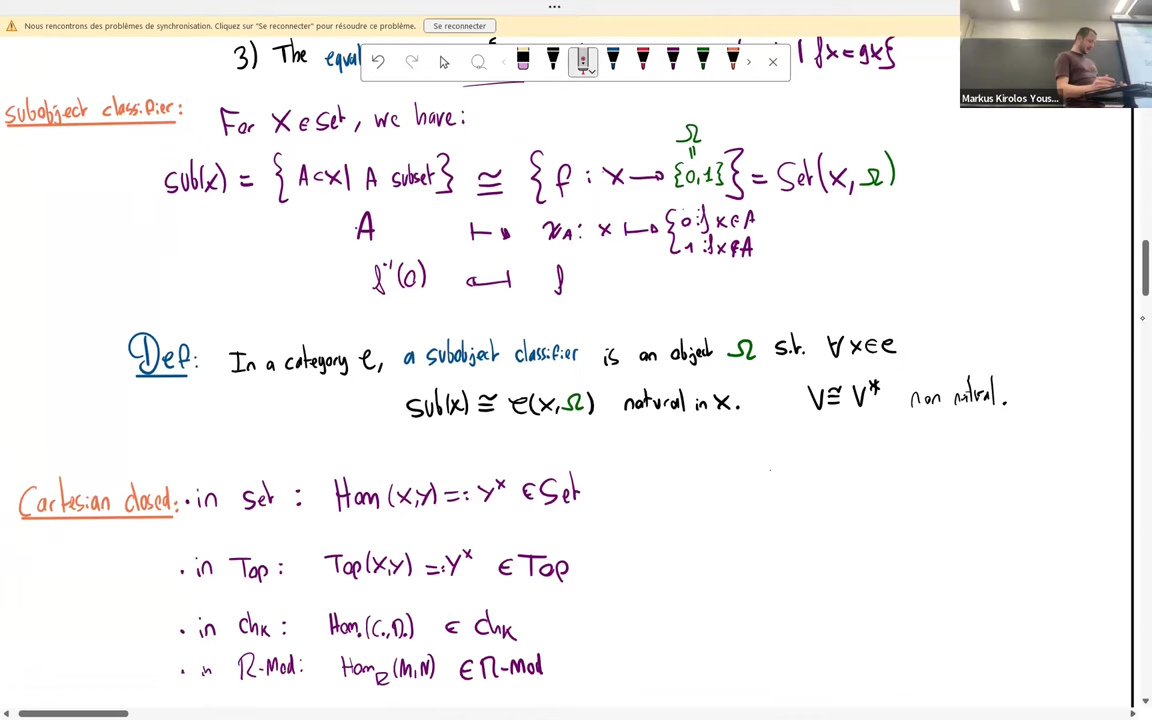 Nous rencontrons des problèmes de synchronisation. Cliquez sur "Se reconnecter" pour résoudre ce problème. Se reconnecter
3) The equal | fx=gx}
Markus Kirolos Yous...
Subobject classifier: For X ∈ Set, we have:
Ω
||
Sub(X) = { A⊂X | A subset } ≅ { f : X → {0,1} } = Set(X, Ω)
A ↦ χ_A : x ↦ { 0 if x∈A
{ 1 if x∉A
f⁻¹(0) ↤ f
Def: In a category C, a subobject classifier is an object Ω s.t. ∀ X∈C
Sub(X) ≅ C(X, Ω) natural in X. V ≅ V* non natural.
Cartesian closed: · in Set : Hom(X,Y) =: Y^X ∈ Set
· in Top : Top(X,Y) =: Y^X ∈ Top
· in Ch_K : Hom.(C., D.) ∈ Ch_K
· in R-Mod : Hom_R(M,N) ∈ R-Mod